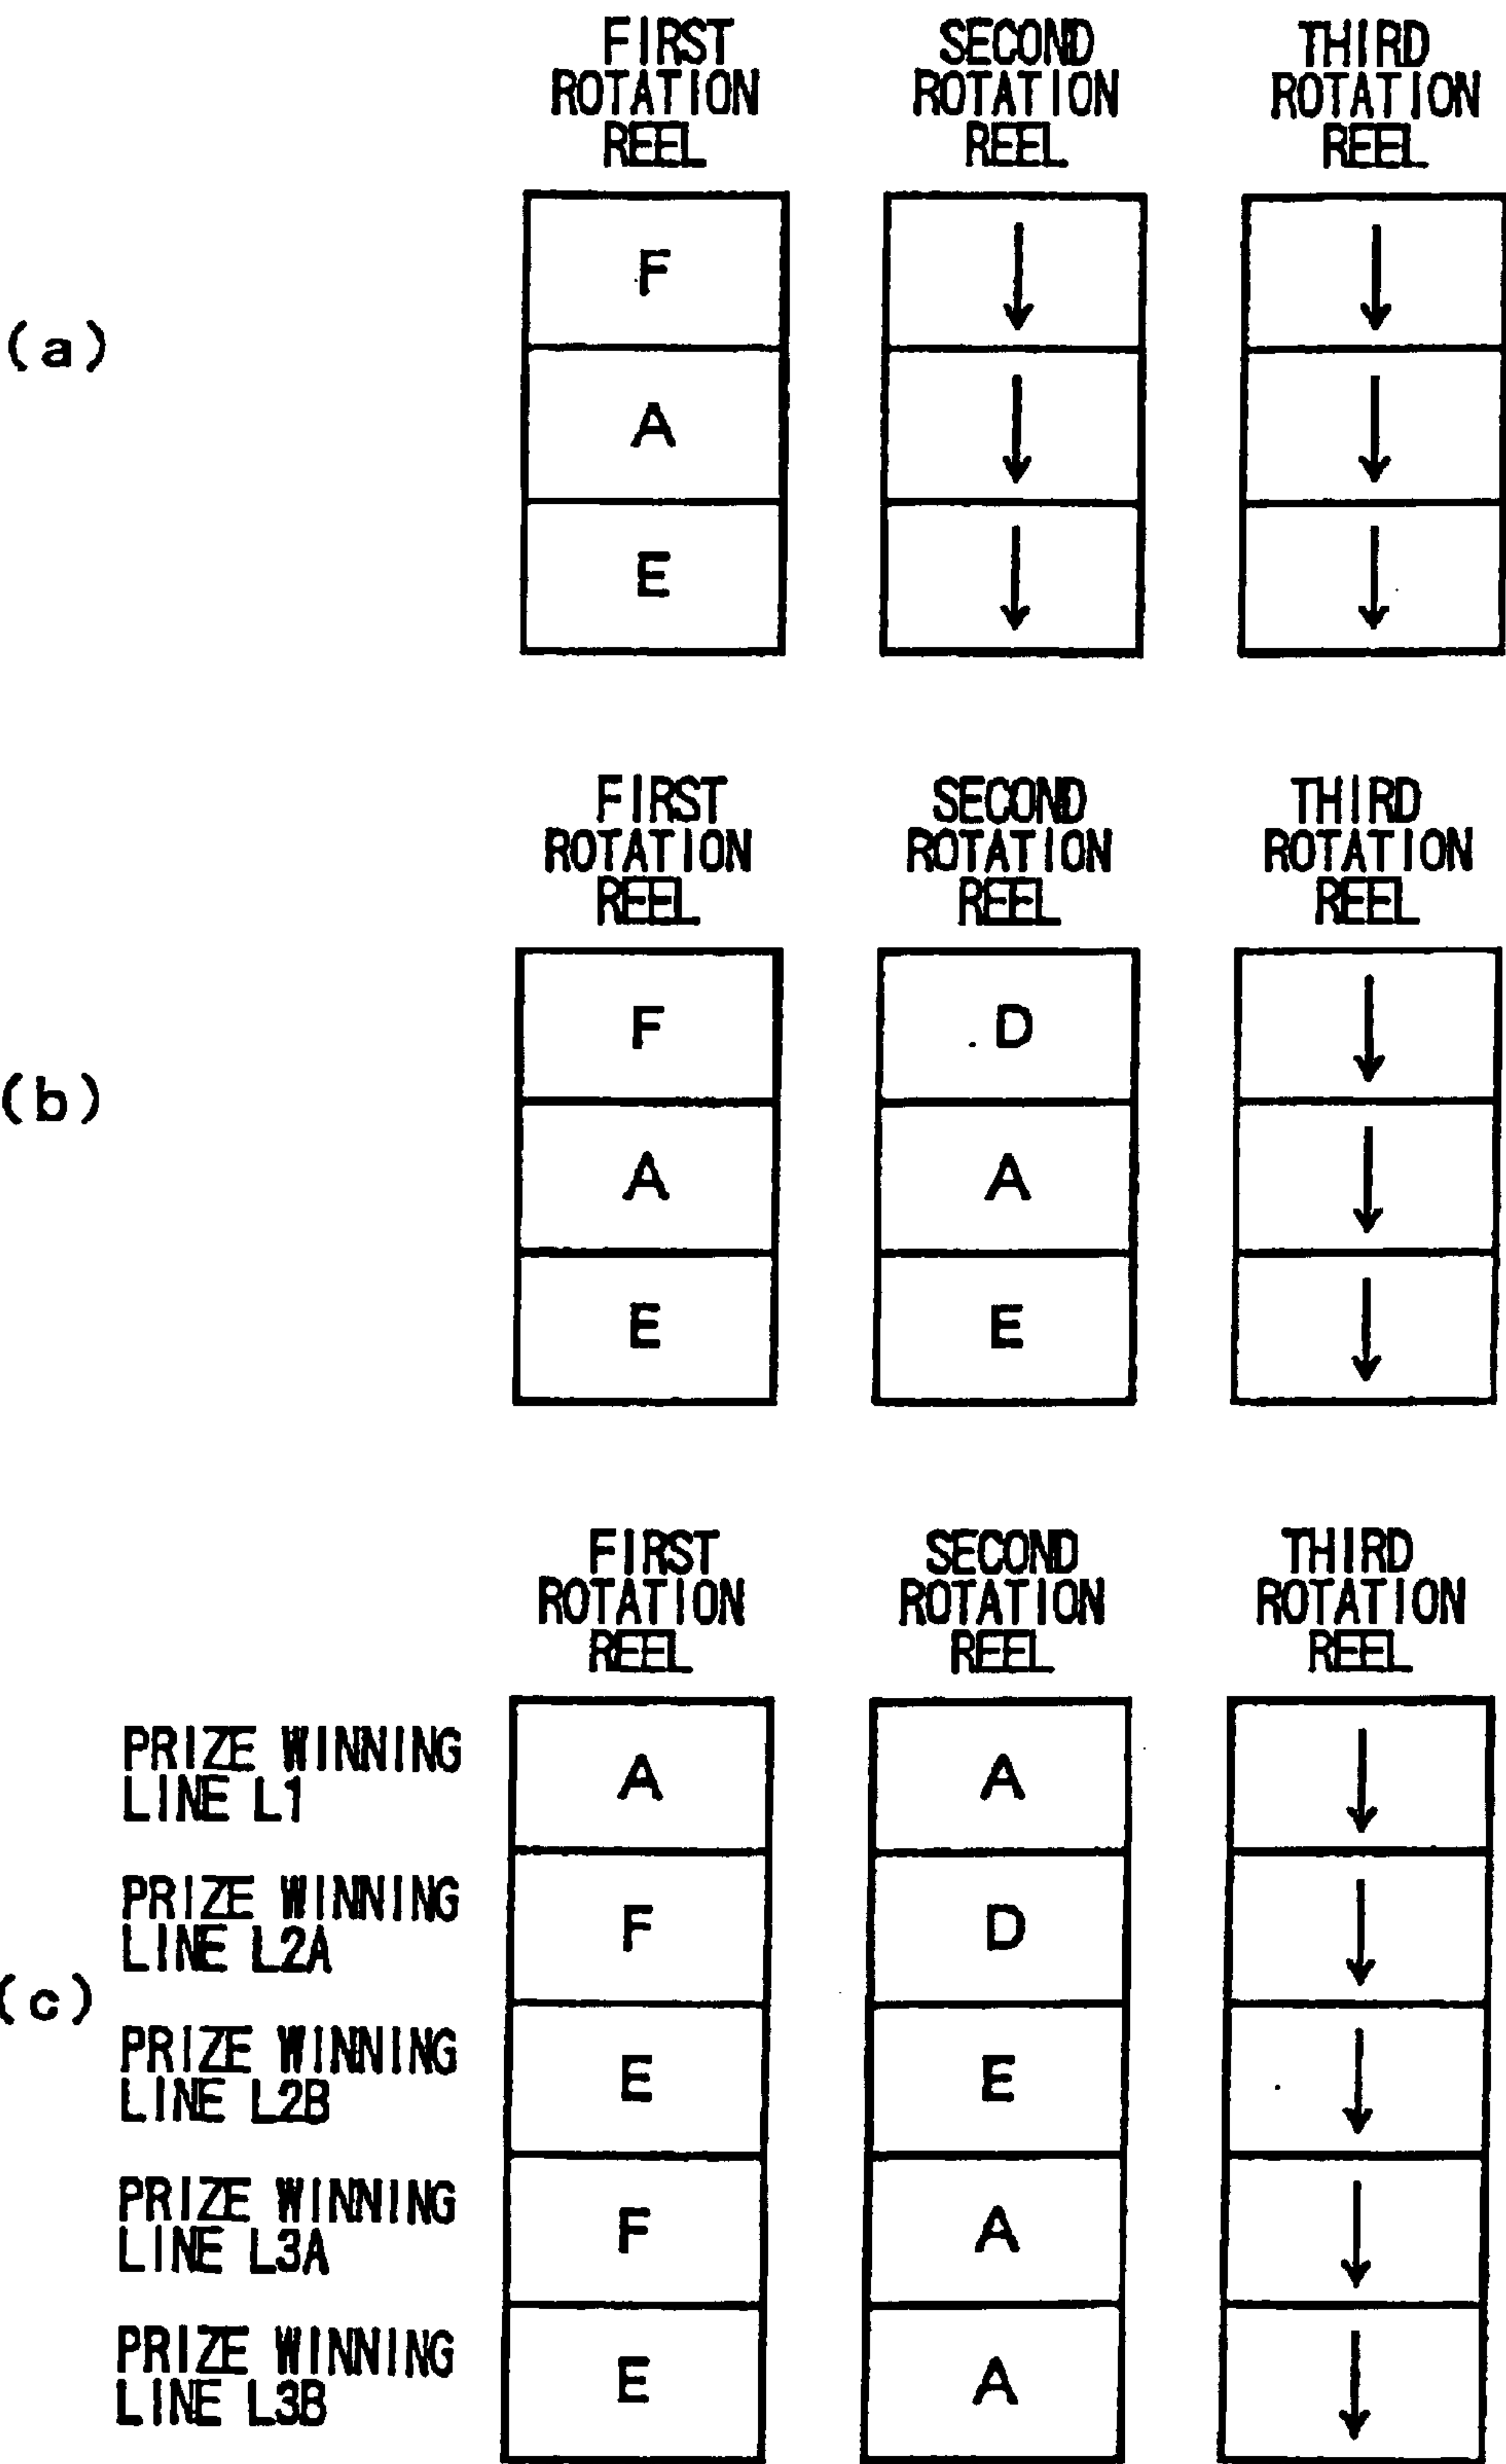 FIRST ROTATION REEL
SECOND ROTATION REEL
THIRD ROTATION REEL
(a)
F ↓ ↓
A ↓ ↓
E ↓ ↓
FIRST ROTATION REEL
SECOND ROTATION REEL
THIRD ROTATION REEL
(b)
F D ↓
A A ↓
E E ↓
FIRST ROTATION REEL
SECOND ROTATION REEL
THIRD ROTATION REEL
(c)
PRIZE WINNING
LINE L1
A A ↓
PRIZE WINNING
LINE L2A
F D ↓
PRIZE WINNING
LINE L2B
E E ↓
PRIZE WINNING
LINE L3A
F A ↓
PRIZE WINNING
LINE L3B
E A ↓